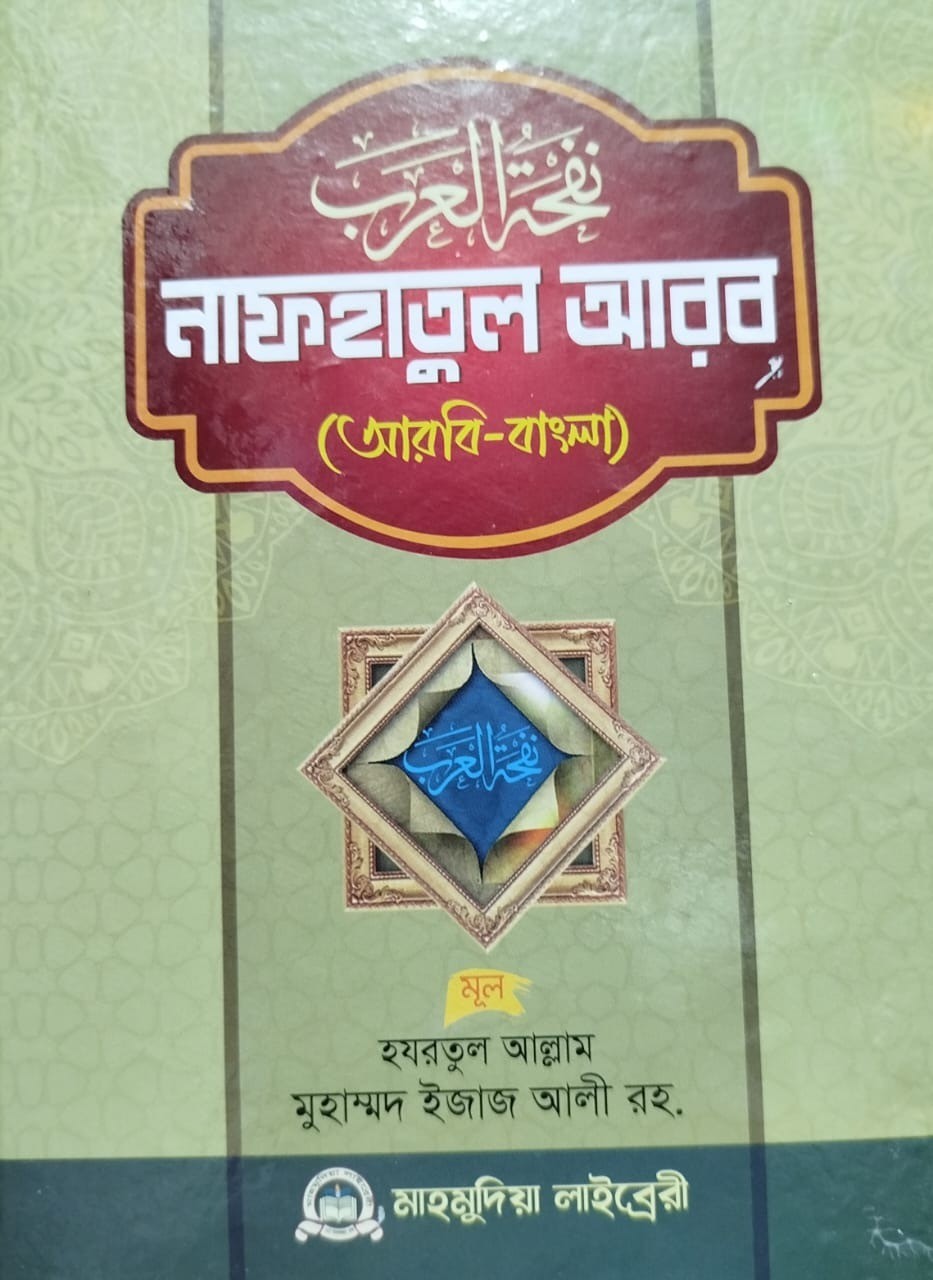 نفحة العرب
নাফহাতুল আরব
(আরবি-বাংলা)
نفحة العرب
মূল
হযরতুল আল্লাম
মুহাম্মদ ইজাজ আলী রহ.
মাহমুদিয়া লাইব্রেরী